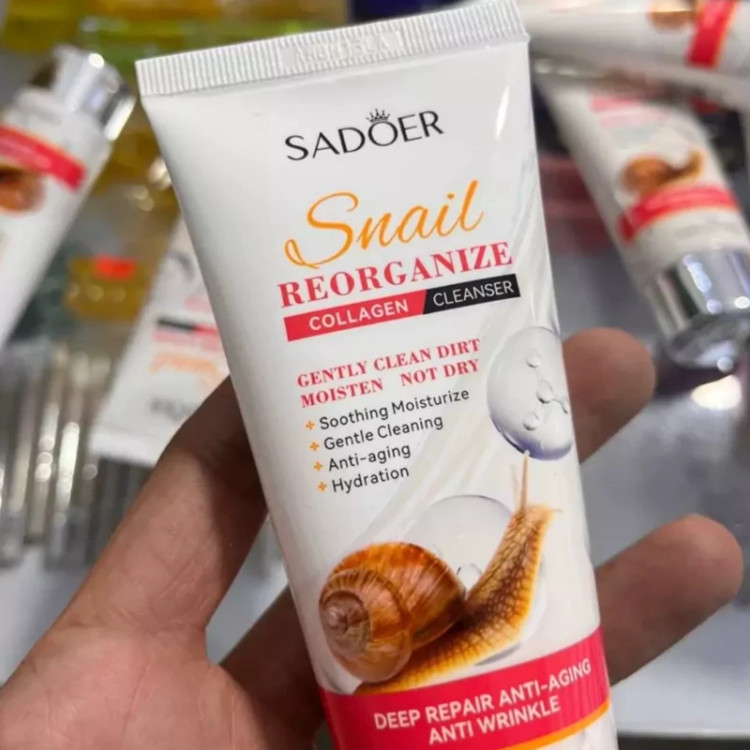 SADOER
Snail
REORGANIZE
COLLAGEN CLEANSER
GENTLY CLEAN DIRT
MOISTEN NOT DRY
+ Soothing Moisturize
+ Gentle Cleaning
+ Anti-aging
+ Hydration
DEEP REPAIR ANTI-AGING
ANTI WRINKLE